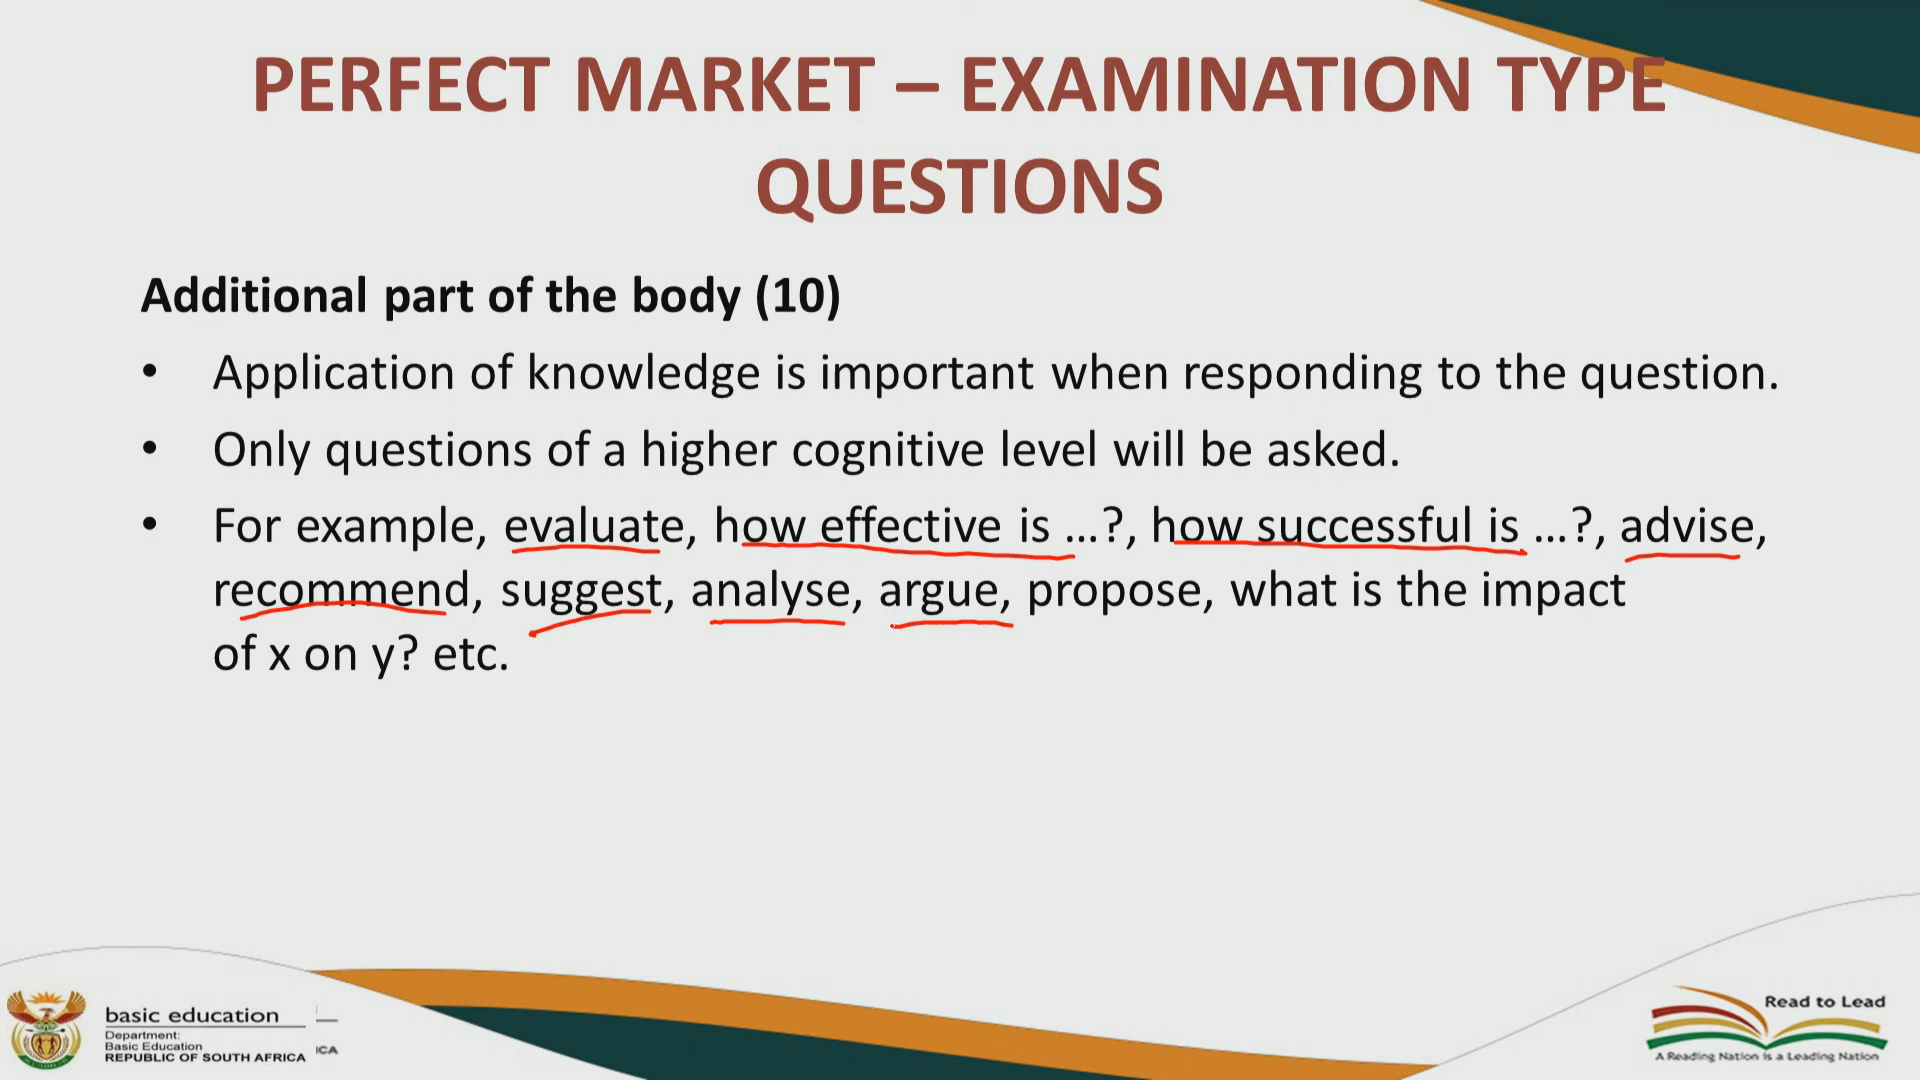 PERFECT MARKET – EXAMINATION TYPE
QUESTIONS
Additional part of the body (10)
• Application of knowledge is important when responding to the question.
• Only questions of a higher cognitive level will be asked.
• For example, evaluate, how effective is ...?, how successful is ...?, advise,
recommend, suggest, analyse, argue, propose, what is the impact
of x on y? etc.
basic education
Department:
Basic Education
REPUBLIC OF SOUTH AFRICA
ICA
Read to Lead
A Reading Nation is a Leading Nation